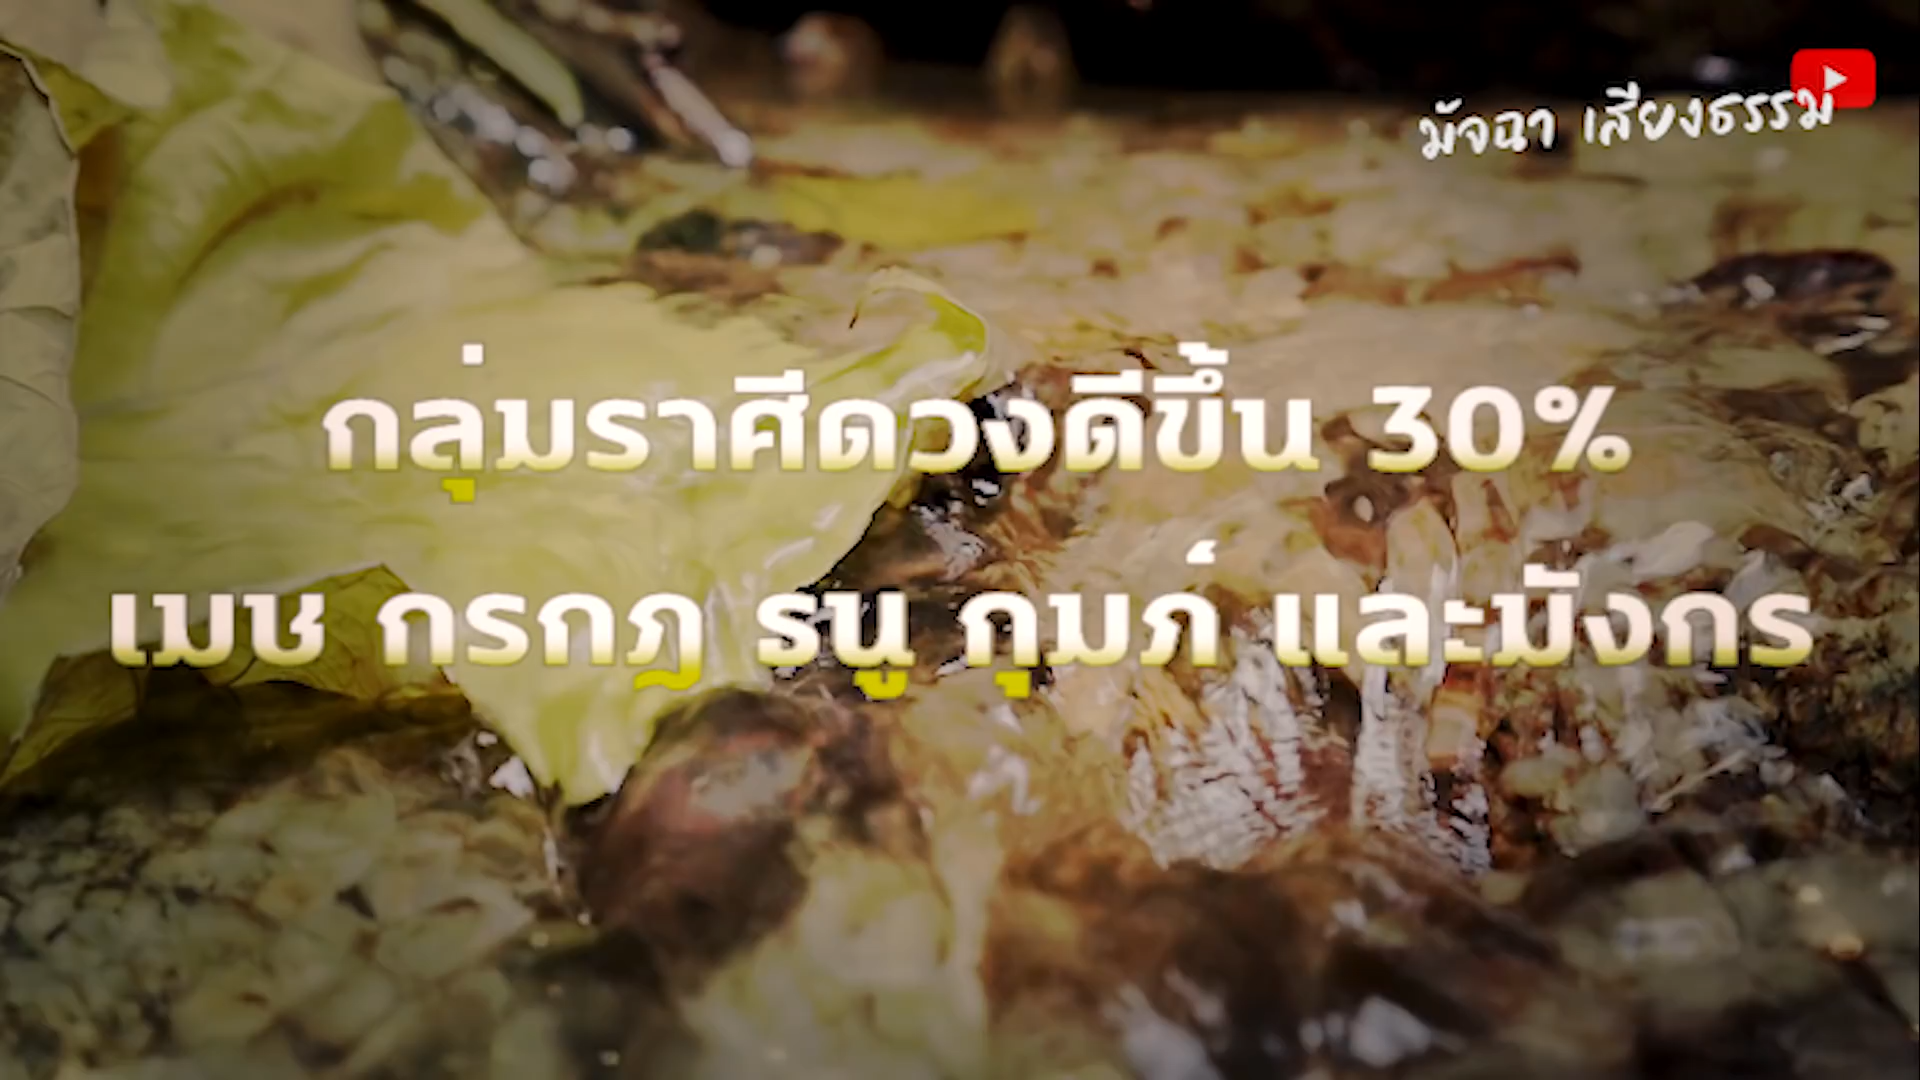 มัจฉา เสียงธรรม
กลุ่มราศีดวงดีขึ้น 30%
เมษ กรกฎ ธนู กุมภ์ และมังกร